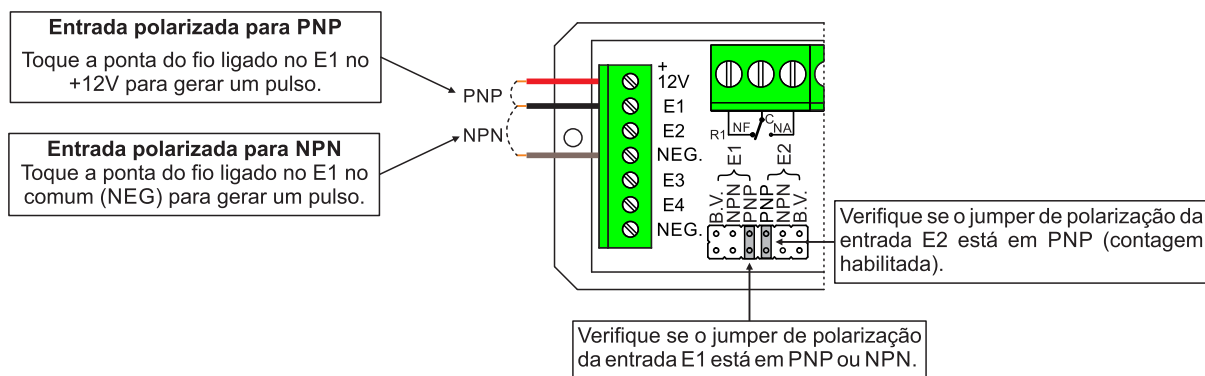 Entrada polarizada para PNP
Toque a ponta do fio ligado no E1 no
+12V para gerar um pulso.
Entrada polarizada para NPN
Toque a ponta do fio ligado no E1 no
comum (NEG) para gerar um pulso.
PNP
NPN
+
12V
E1
E2
NEG.
E3
E4
NEG.
R1
NF
C
NA
E1
E2
B.V.
NPN
PNP
PNP
NPN
B.V.
Verifique se o jumper de polarização da
entrada E2 está em PNP (contagem
habilitada).
Verifique se o jumper de polarização
da entrada E1 está em PNP ou NPN.